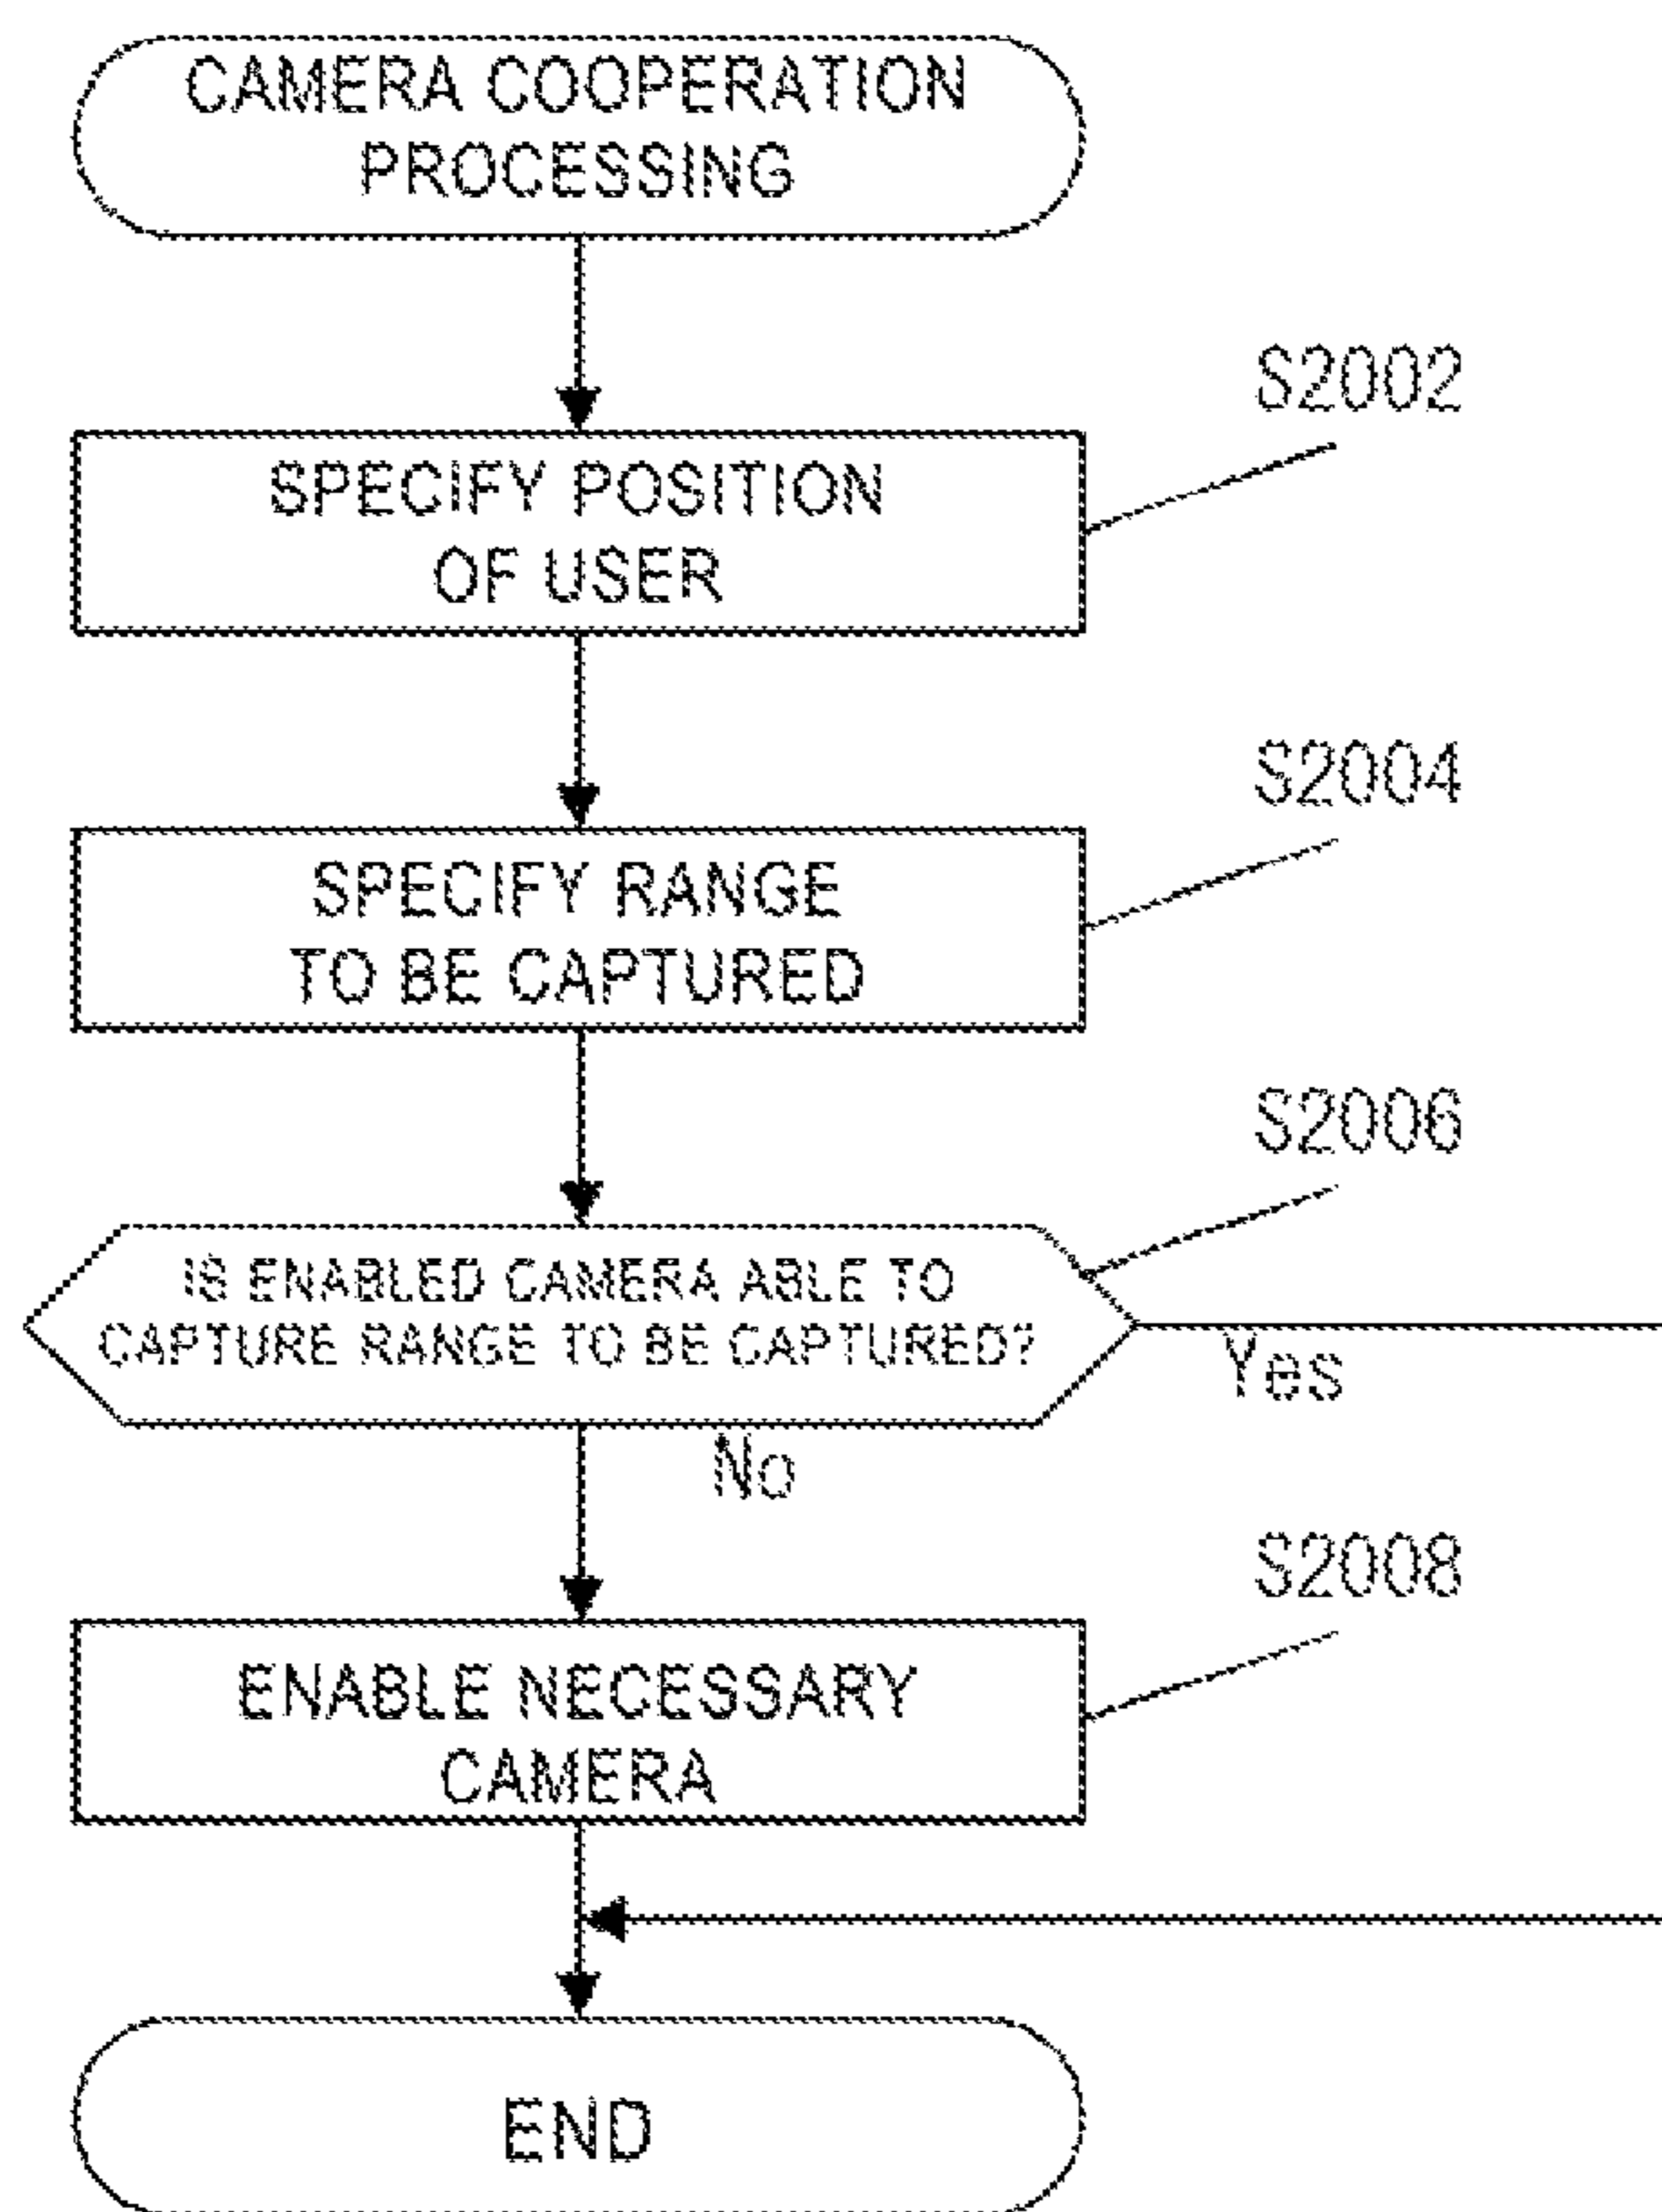 CAMERA COOPERATION
PROCESSING
S2002
SPECIFY POSITION
OF USER
S2004
SPECIFY RANGE
TO BE CAPTURED
S2006
IS ENABLED CAMERA ABLE TO
CAPTURE RANGE TO BE CAPTURED?
Yes
No
S2008
ENABLE NECESSARY
CAMERA
END